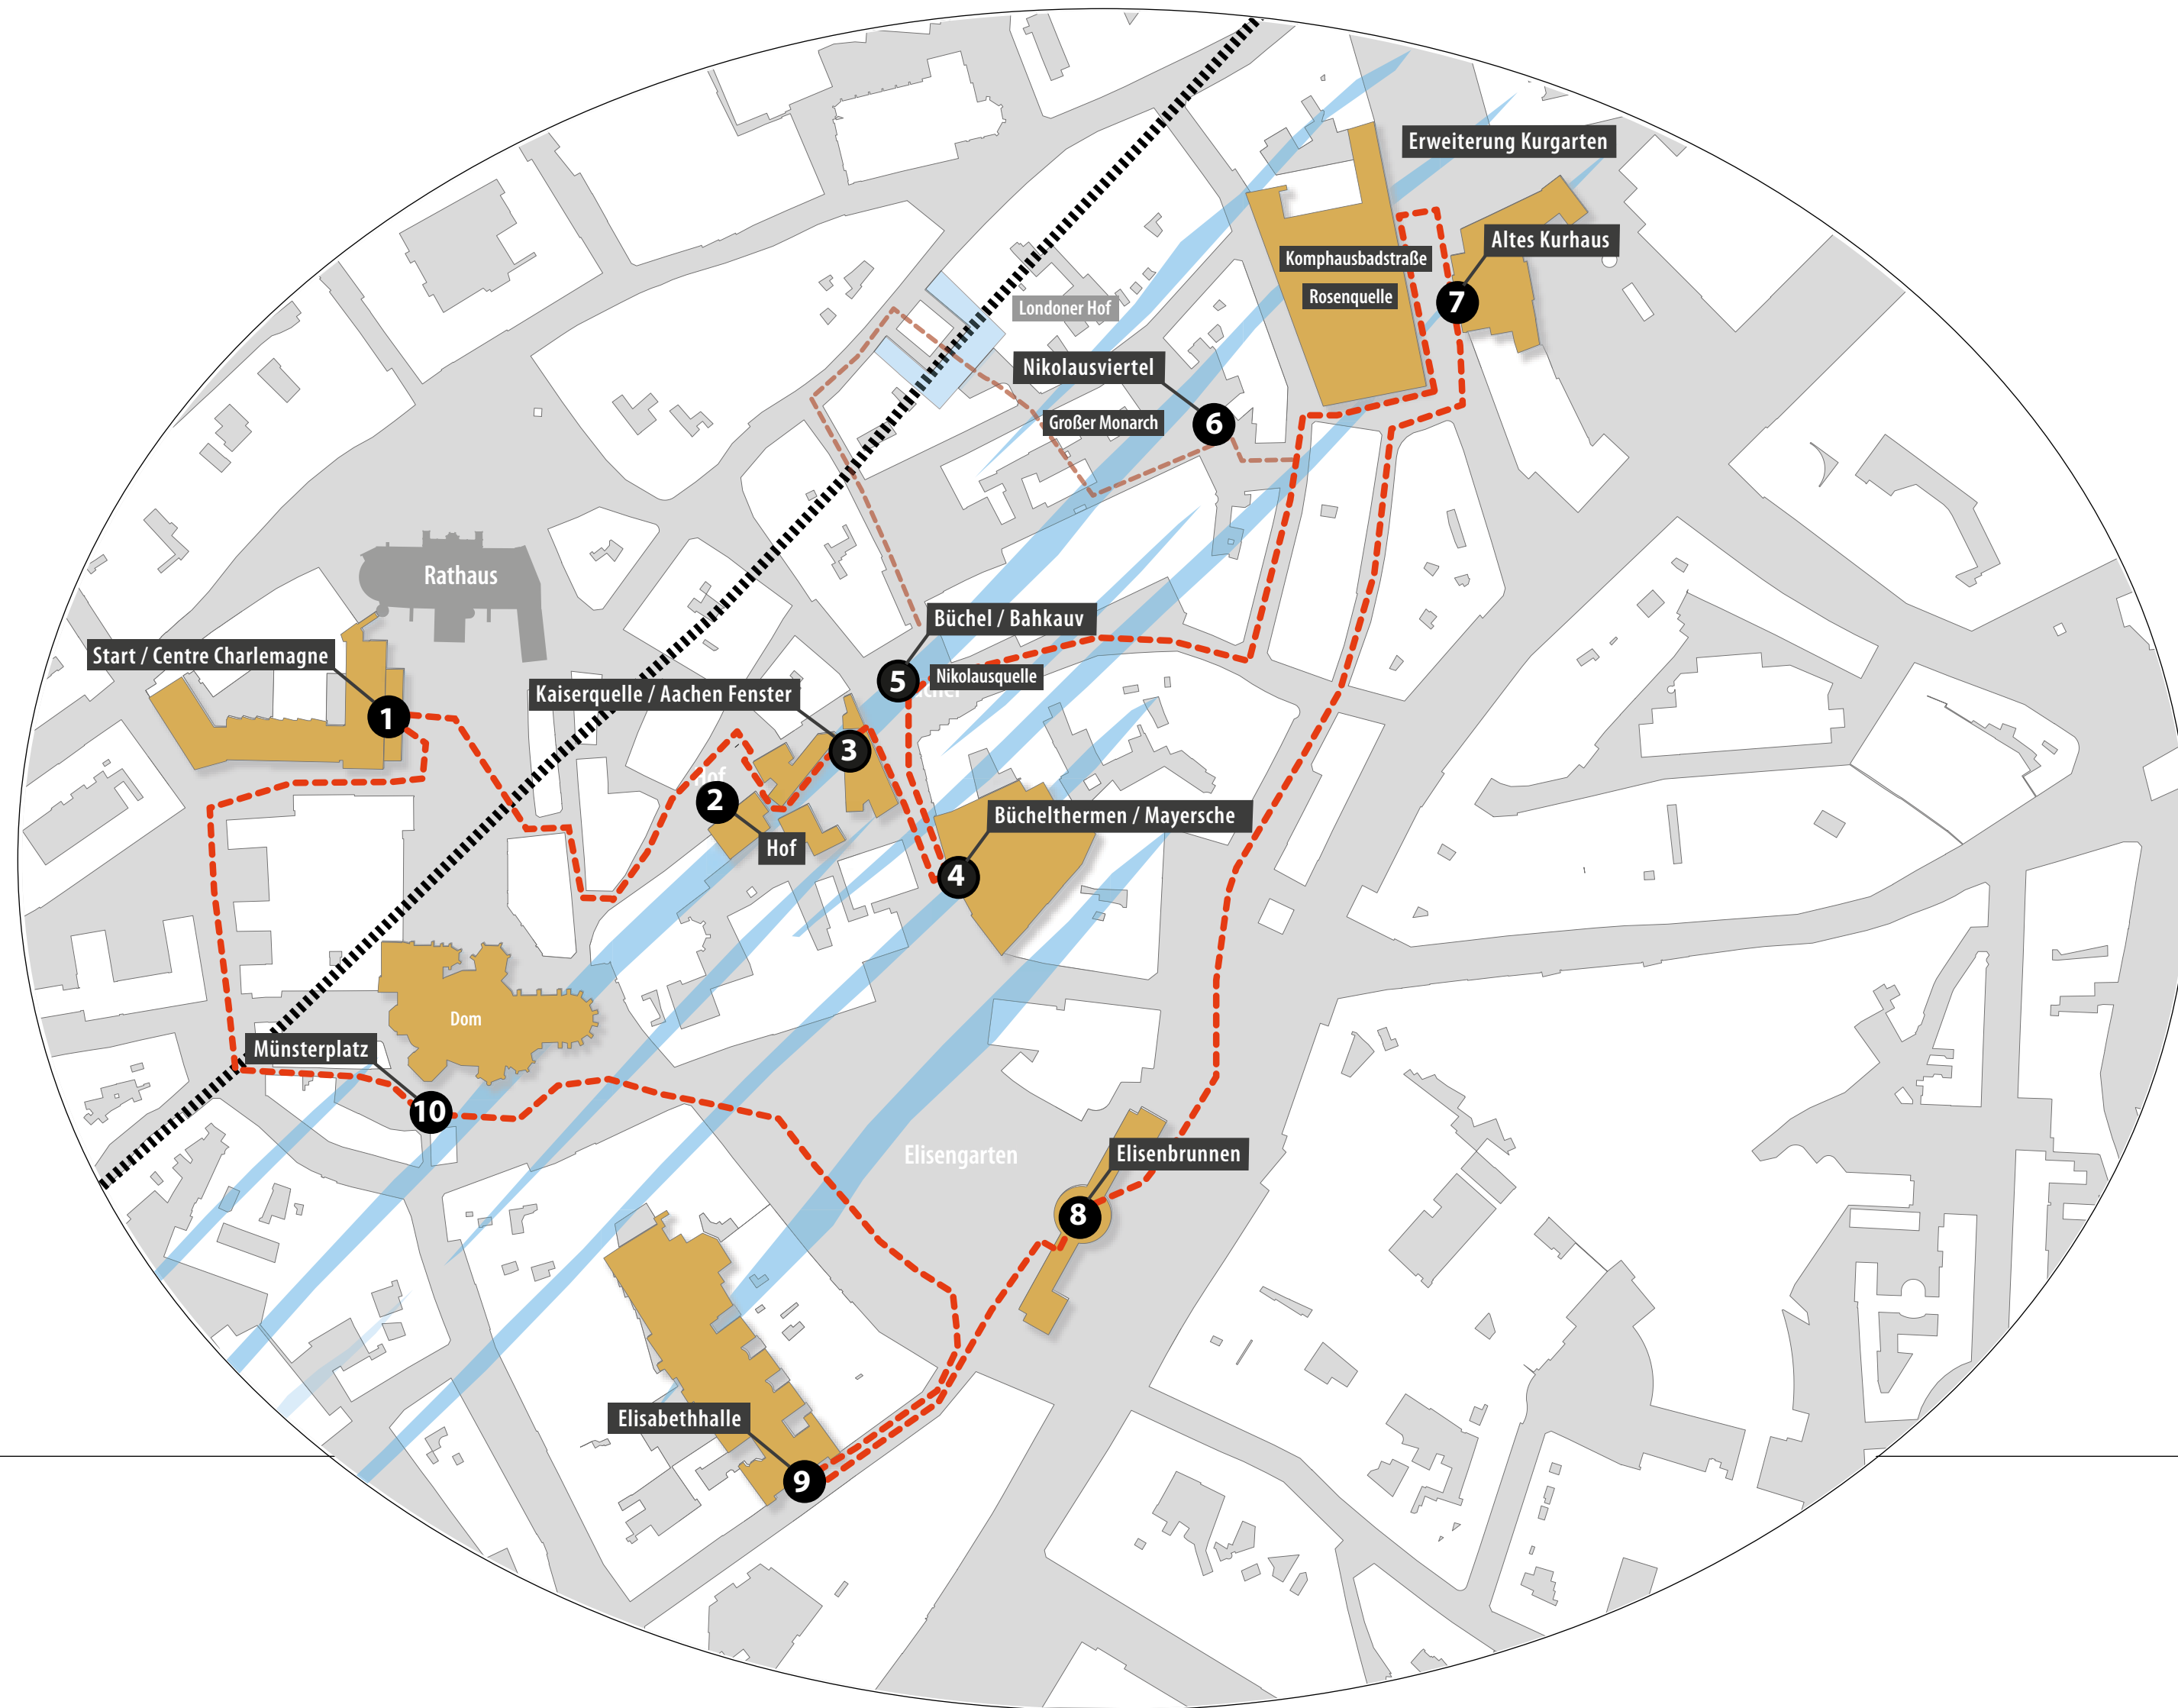 Erweiterung Kurgarten
Altes Kurhaus
Komphausbadstraße
Rosenquelle
7
Londoner Hof
Nikolausviertel
Großer Monarch
6
Rathaus
Büchel / Bahkauv
Start / Centre Charlemagne
Nikolausquelle
5
Kaiserquelle / Aachen Fenster
1
3
Hof
2
Hof
Büchelthermen / Mayersche
4
Dom
Münsterplatz
10
Elisengarten
Elisenbrunnen
8
Elisabethhalle
9